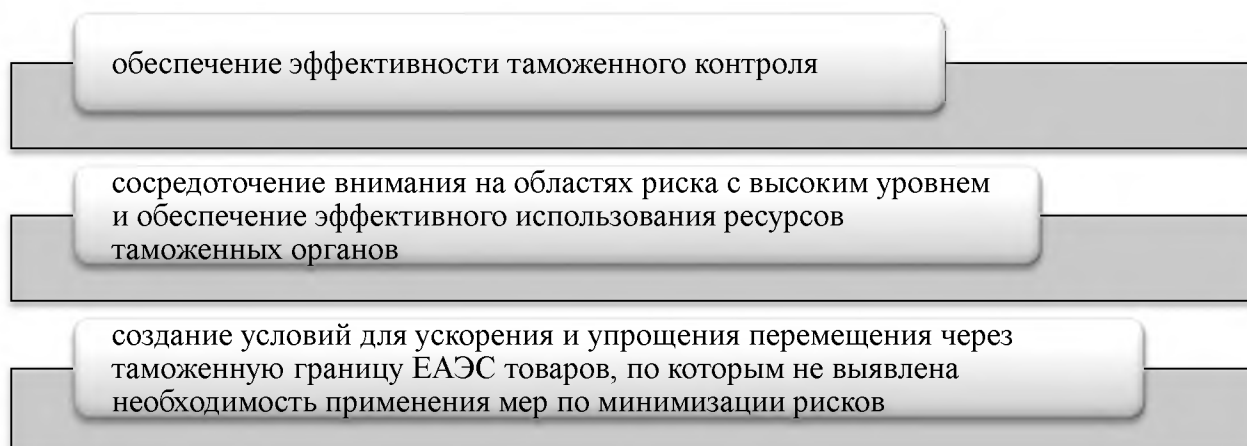 обеспечение эффективности таможенного контроля
сосредоточение внимания на областях риска с высоким уровнем
и обеспечение эффективного использования ресурсов
таможенных органов
создание условий для ускорения и упрощения перемещения через
таможенную границу ЕАЭС товаров, по которым не выявлена
необходимость применения мер по минимизации рисков